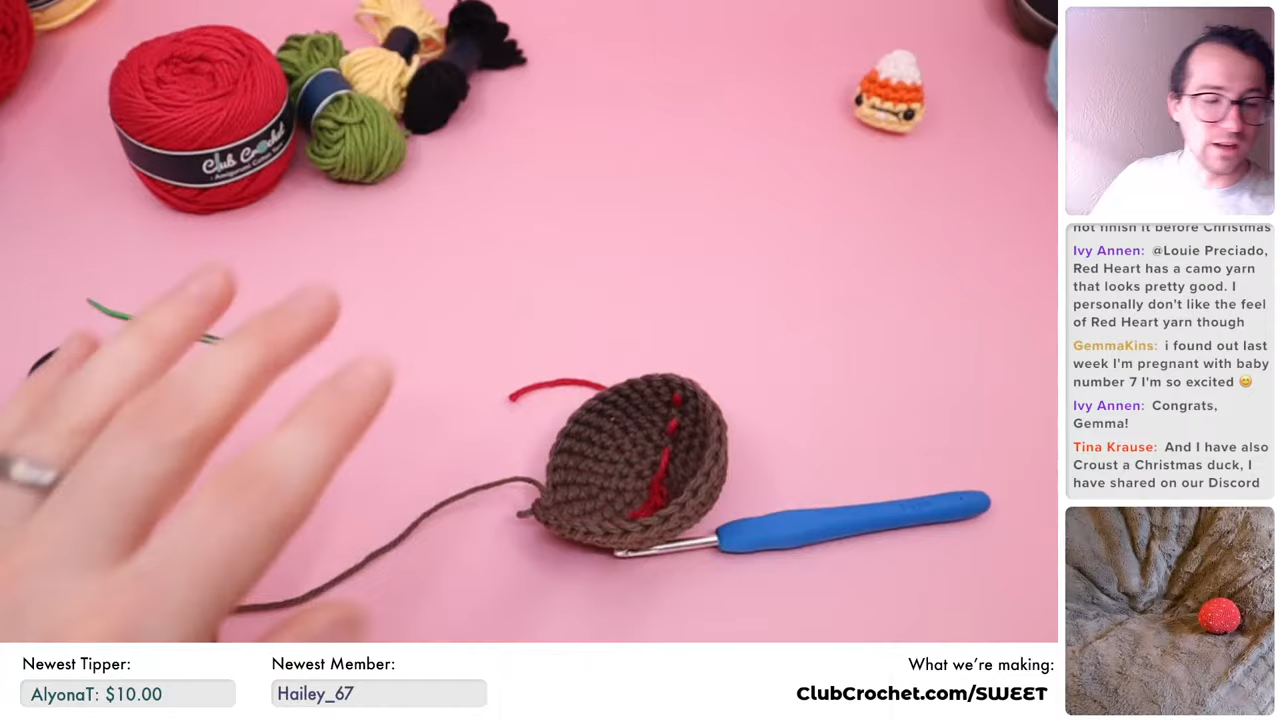 Club Crochet
- Amigurumi Cotton Yarn -
not finish it before Christmas
Ivy Annen: @Louie Preciado,
Red Heart has a camo yarn
that looks pretty good. I
personally don't like the feel
of Red Heart yarn though
GemmaKins: i found out last
week I'm pregnant with baby
number 7 I'm so excited 😊
Ivy Annen: Congrats,
Gemma!
Tina Krause: And I have also
Croust a Christmas duck, I
have shared on our Discord
Newest Tipper:
AlyonaT: $10.00
Newest Member:
Hailey_67
What we're making:
ClubCrochet.com/SWEET